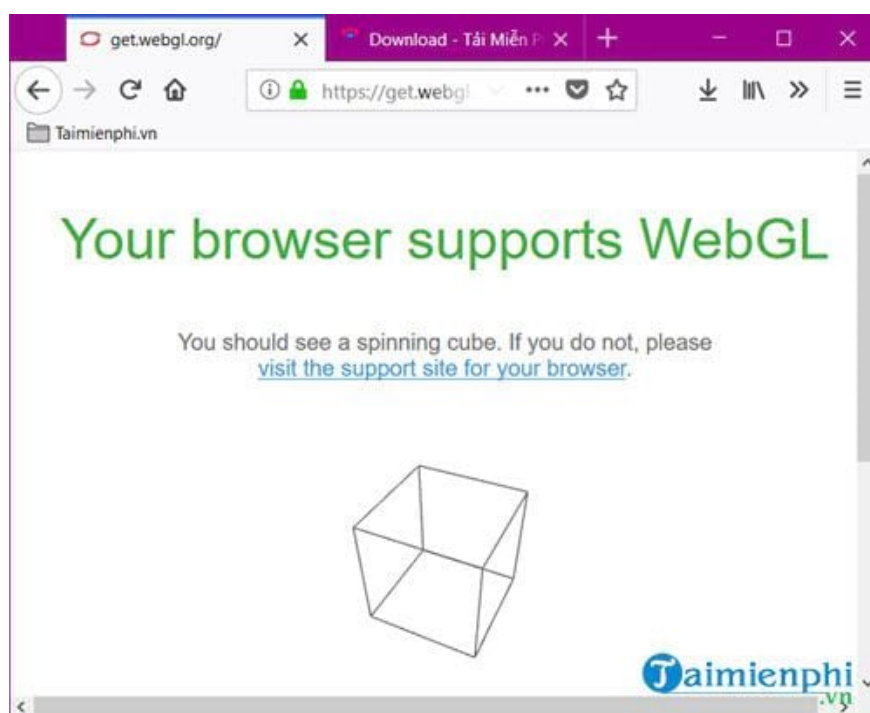 get.webgl.org/
Download - Tải Miễn P
https://get.webgl
Taimienphi.vn
Your browser supports WebGL
You should see a spinning cube. If you do not, please
visit the support site for your browser.
Taimienphi
.vn